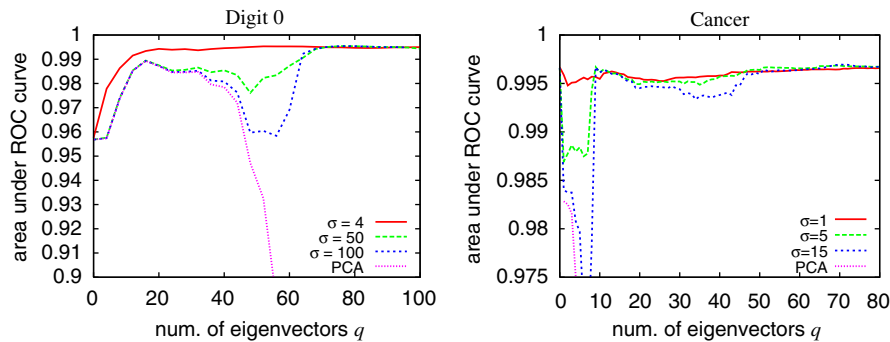 Digit 0
area under ROC curve
1
0.99
0.98
0.97
0.96
0.95
0.94
0.93
0.92
0.91
0.9
σ = 4
σ = 50
σ = 100
PCA
0 20 40 60 80 100
num. of eigenvectors q
Cancer
area under ROC curve
1
0.995
0.99
0.985
0.98
0.975
σ=1
σ=5
σ=15
PCA
0 10 20 30 40 50 60 70 80
num. of eigenvectors q